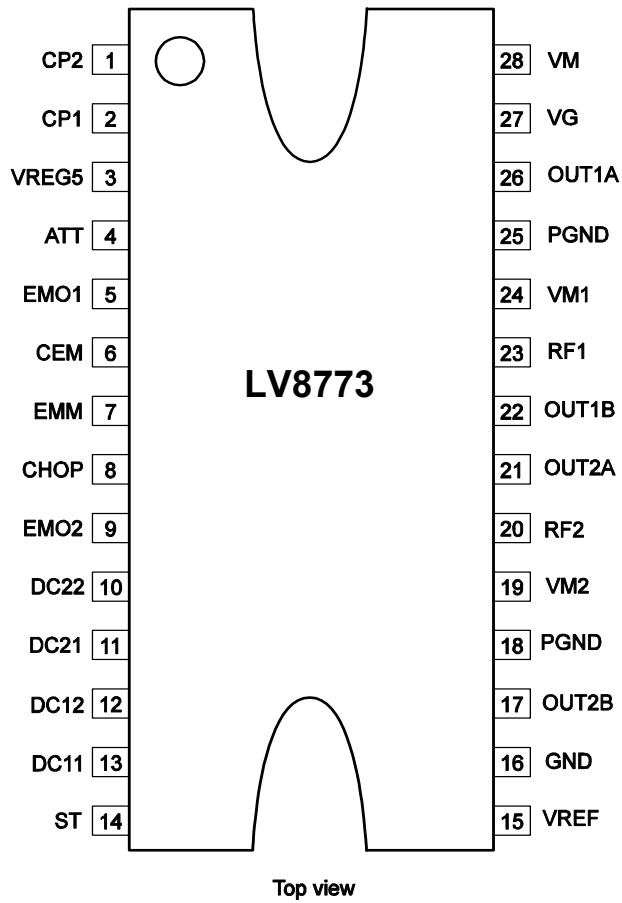 CP2 1 28 VM
CP1 2 27 VG
VREG5 3 26 OUT1A
ATT 4 25 PGND
EMO1 5 24 VM1
CEM 6 23 RF1
LV8773
EMM 7 22 OUT1B
CHOP 8 21 OUT2A
EMO2 9 20 RF2
DC22 10 19 VM2
DC21 11 18 PGND
DC12 12 17 OUT2B
DC11 13 16 GND
ST 14 15 VREF
Top view